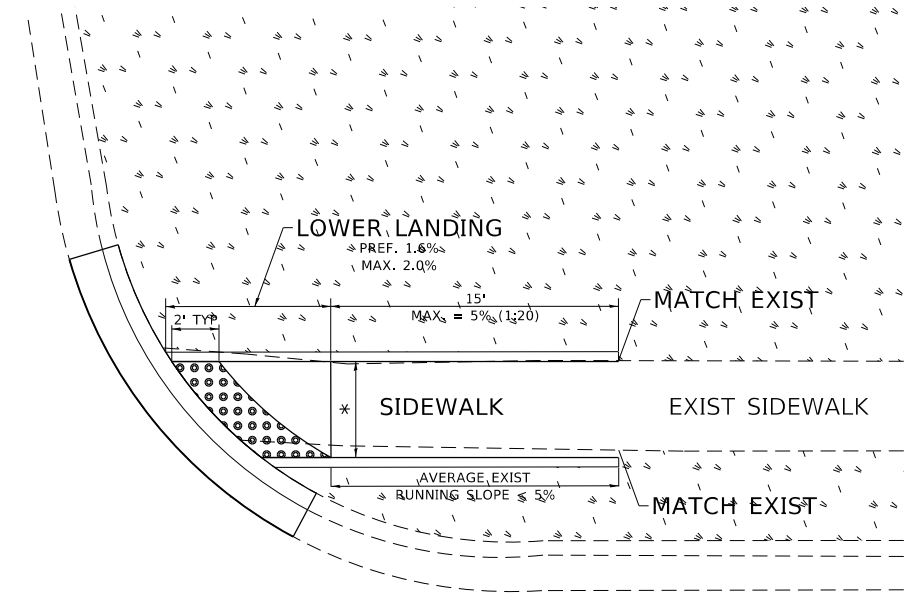 LOWER LANDING
PREF. 1.6%
MAX. 2.0%
15'
MAX. = 5% (1:20)
2' TYP
MATCH EXIST
*
SIDEWALK
EXIST SIDEWALK
AVERAGE EXIST
RUNNING SLOPE < 5%
MATCH EXIST